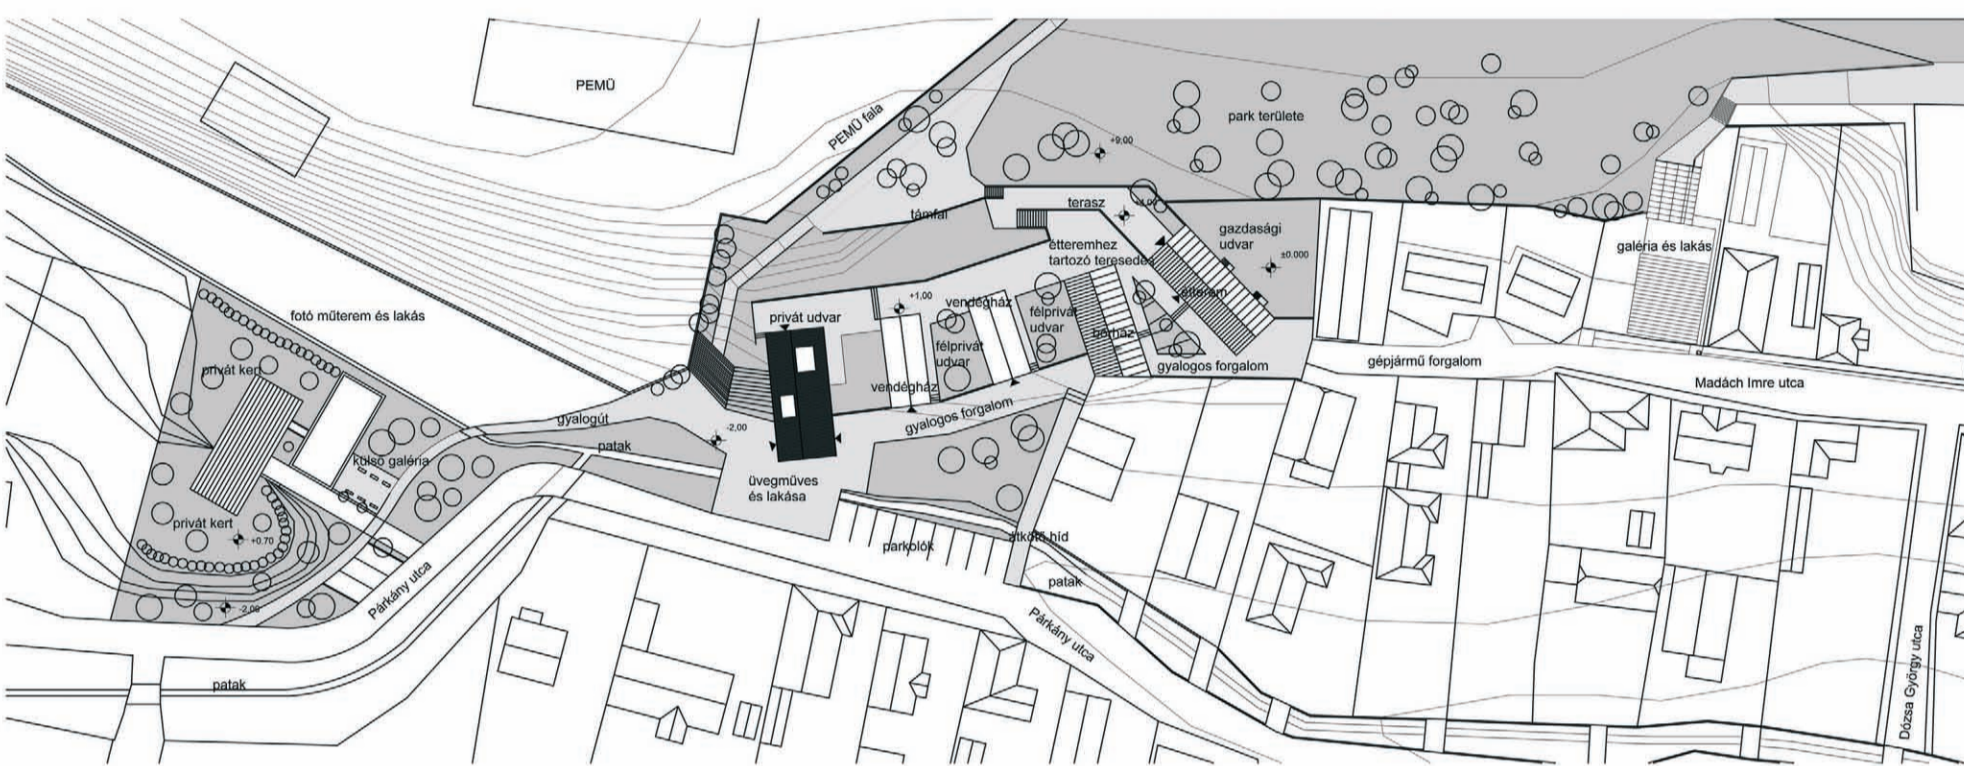 PEMÜ
PEMÜ fala
park területe
+9,00
támfal
terasz
gazdasági
udvar
±0.000
étteremhez
tartozó teresedés
galéria és lakás
fotó műterem és lakás
privát udvar
+1,00
vendégház
félprivát
udvar
étterem
borház
félprivát
udvar
vendégház
gyalogos forgalom
gépjármű forgalom
Madách Imre utca
privát kert
gyalogút
gyalogos forgalom
-2,00
patak
külső galéria
üvegműves
és lakása
privát kert
+0.70
parkolók
átkötő híd
patak
-2,00
Párkány utca
Párkány utca
patak
Dózsa György utca